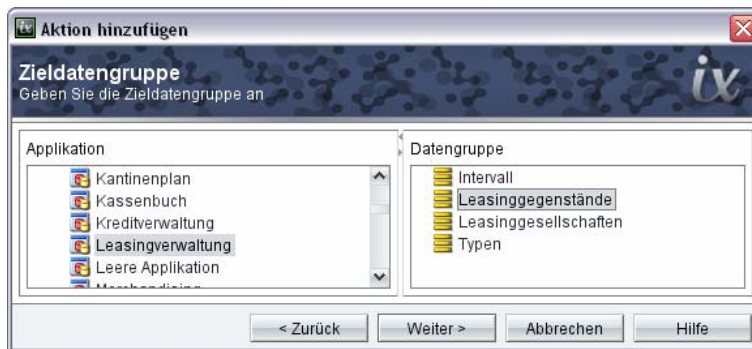 Aktion hinzufügen
Zieldatengruppe
Geben Sie die Zieldatengruppe an
ix
Applikation
Kantinenplan
Kassenbuch
Kreditverwaltung
Leasingverwaltung
Leere Applikation
Datengruppe
Intervall
Leasinggegenstände
Leasinggesellschaften
Typen
< Zurück
Weiter >
Abbrechen
Hilfe